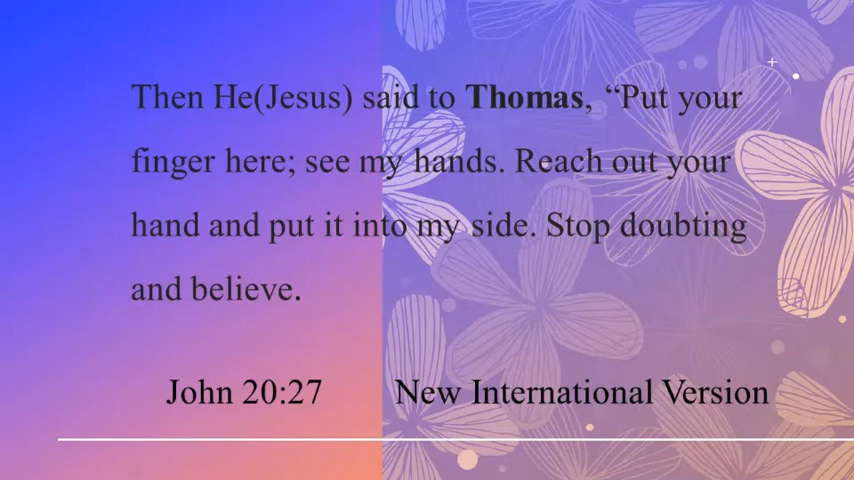 Then He(Jesus) said to Thomas, “Put your
finger here; see my hands. Reach out your
hand and put it into my side. Stop doubting
and believe.
John 20:27 New International Version